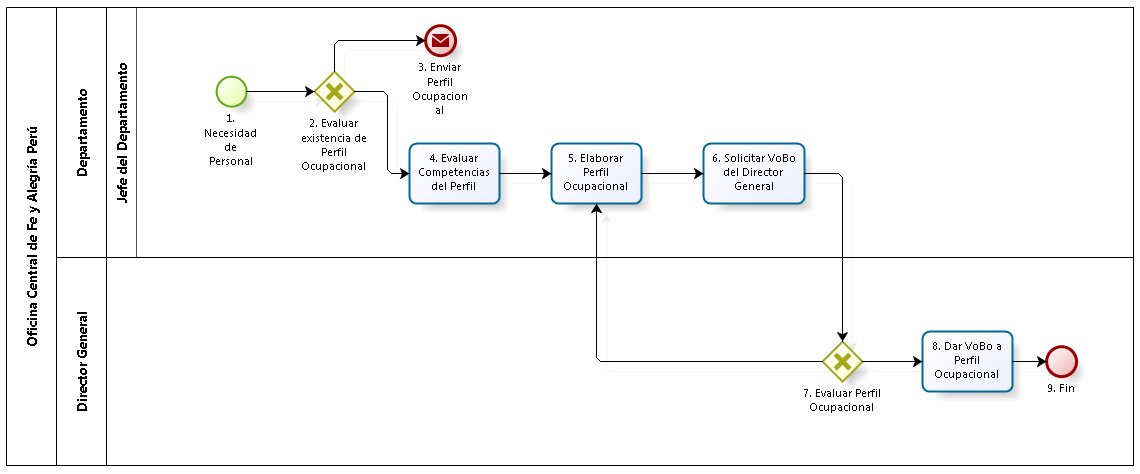 Oficina Central de Fe y Alegría Perú
Departamento
Jefe del Departamento
1.
Necesidad
de
Personal
2. Evaluar
existencia de
Perfil
Ocupacional
3. Enviar
Perfil
Ocupacion
al
4. Evaluar
Competencias
del Perfil
5. Elaborar
Perfil
Ocupacional
6. Solicitar VoBo
del Director
General
Director General
7. Evaluar Perfil
Ocupacional
8. Dar VoBo a
Perfil
Ocupacional
9. Fin